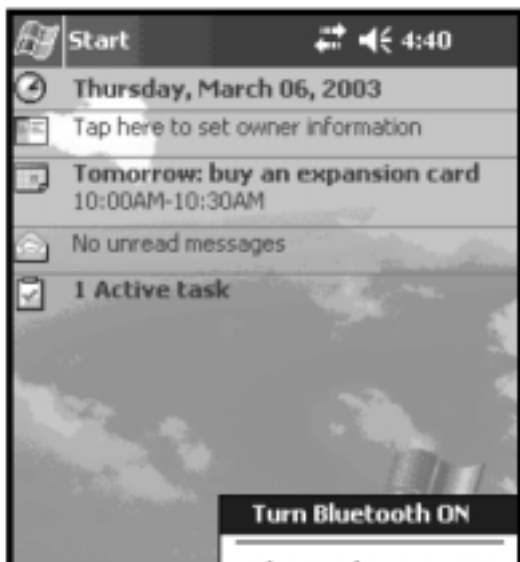 Start 4:40
Thursday, March 06, 2003
Tap here to set owner information
Tomorrow: buy an expansion card
10:00AM-10:30AM
No unread messages
1 Active task
Turn Bluetooth ON